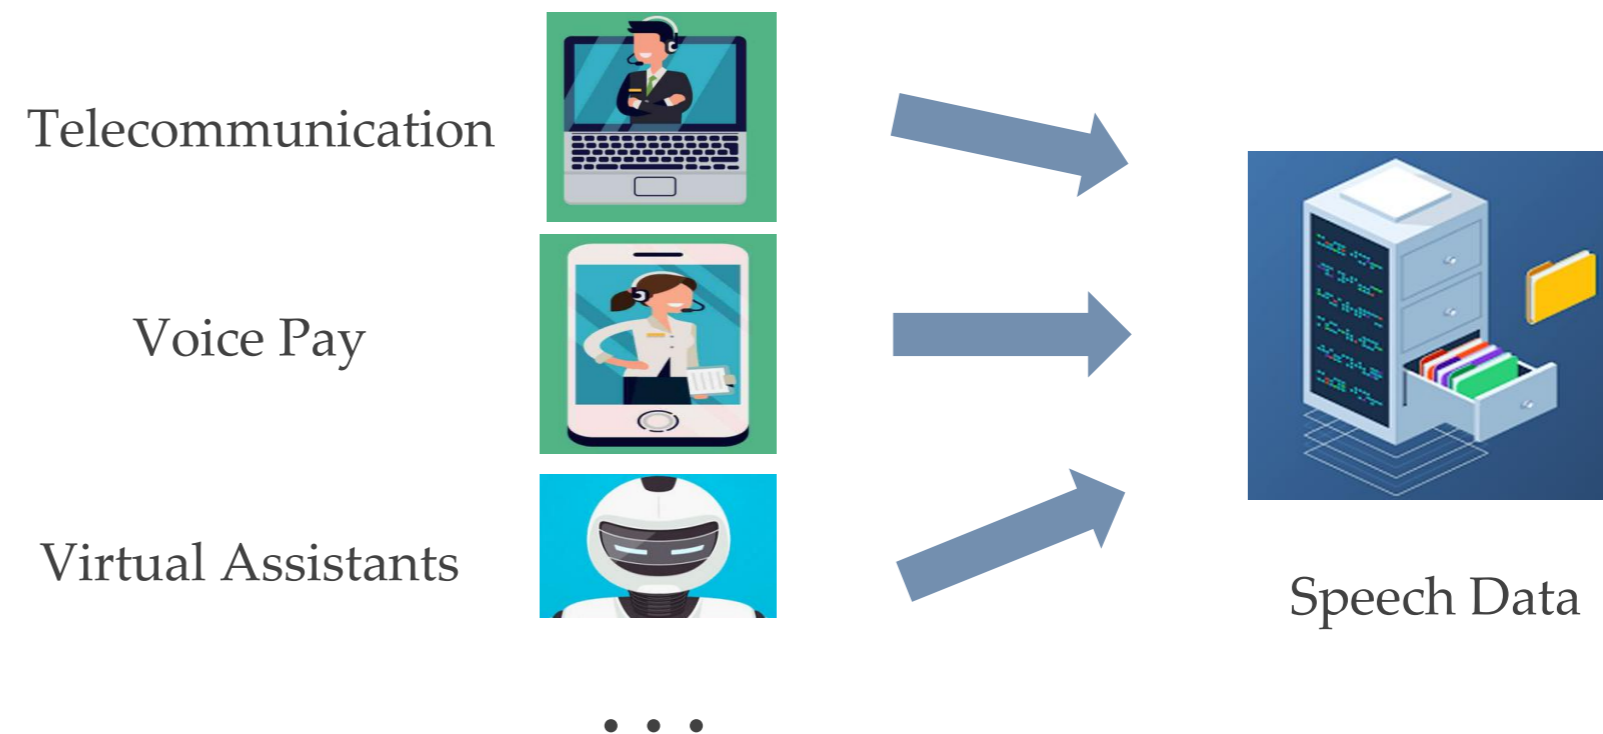 Telecommunication
Voice Pay
Virtual Assistants
Speech Data
. . .